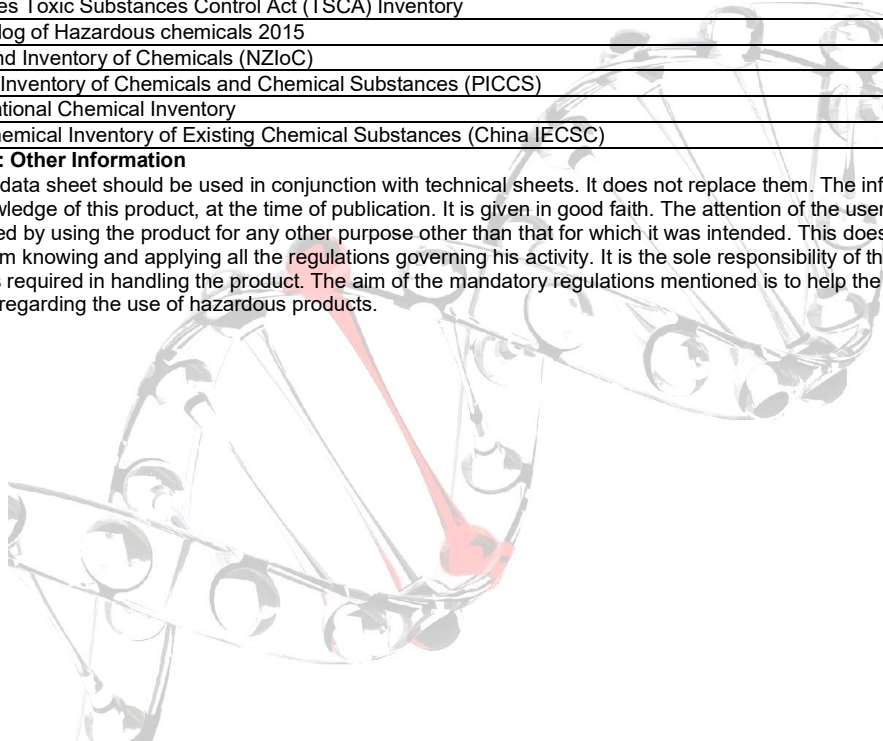 es Toxic Substances Control Act (TSCA) Inventory
log of Hazardous chemicals 2015
nd Inventory of Chemicals (NZIoC)
Inventory of Chemicals and Chemical Substances (PICCS)
ational Chemical Inventory
hemical Inventory of Existing Chemical Substances (China IECSC)
: Other Information
data sheet should be used in conjunction with technical sheets. It does not replace them. The inf
wledge of this product, at the time of publication. It is given in good faith. The attention of the user
ed by using the product for any other purpose other than that for which it was intended. This does
m knowing and applying all the regulations governing his activity. It is the sole responsibility of th
s required in handling the product. The aim of the mandatory regulations mentioned is to help the
regarding the use of hazardous products.